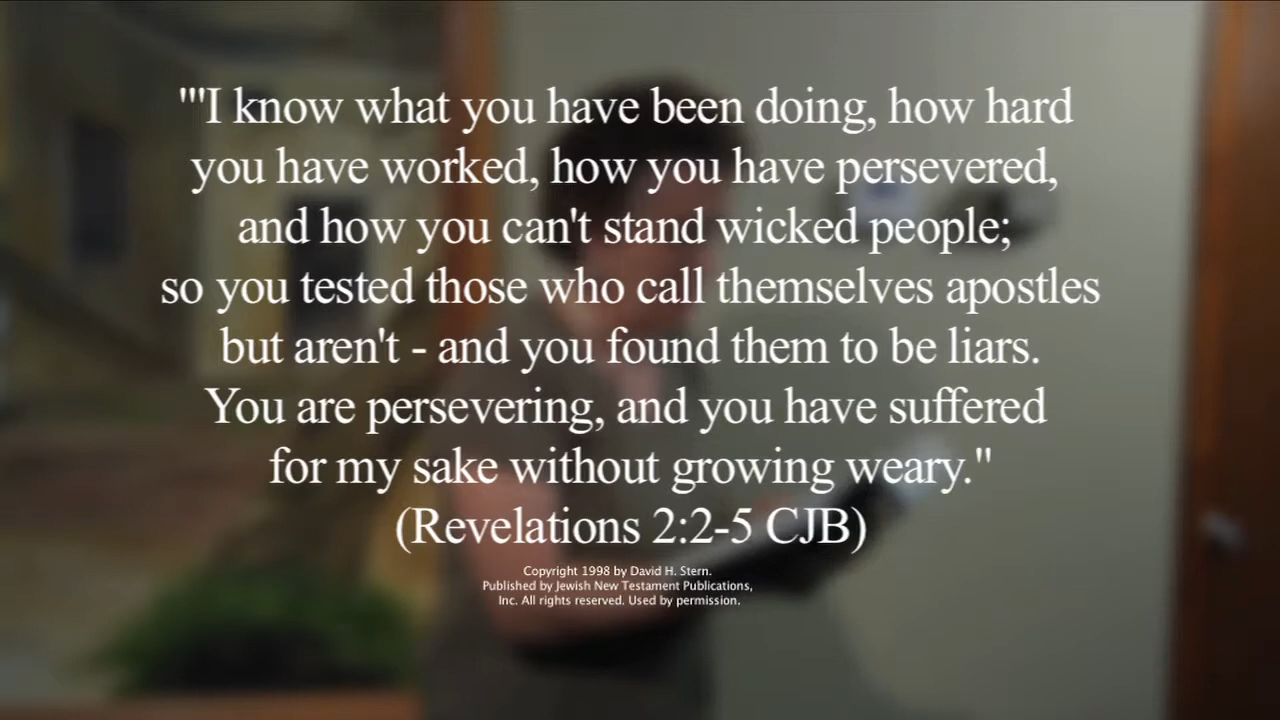 "'I know what you have been doing, how hard
you have worked, how you have persevered,
and how you can't stand wicked people;
so you tested those who call themselves apostles
but aren't - and you found them to be liars.
You are persevering, and you have suffered
for my sake without growing weary."
(Revelations 2:2-5 CJB)
Copyright 1998 by David H. Stern.
Published by Jewish New Testament Publications,
Inc. All rights reserved. Used by permission.